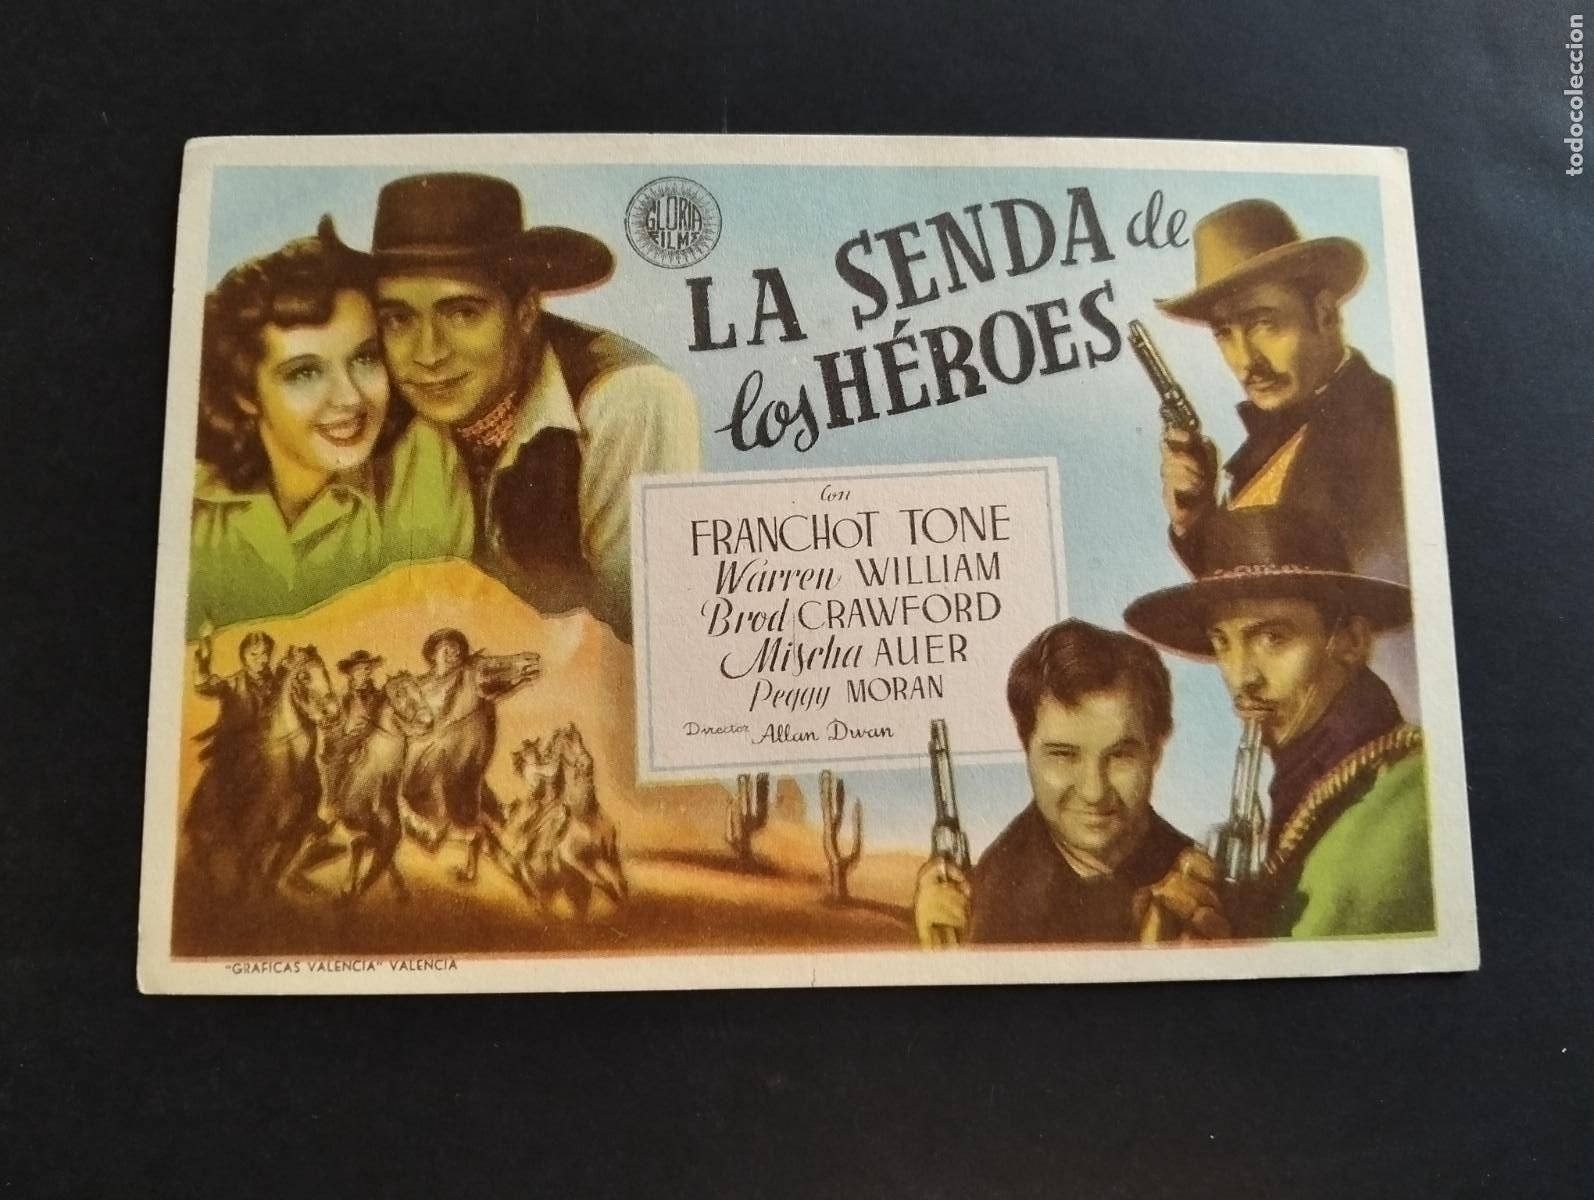 GLORIA
FILMS
LA SENDA de
los HÉROES
Con
FRANCHOT TONE
Warren WILLIAM
Brod CRAWFORD
Mischa AUER
Peggy MORAN
Director Allan Dwan
"GRAFICAS VALENCIA" VALENCIA
todocoleccion